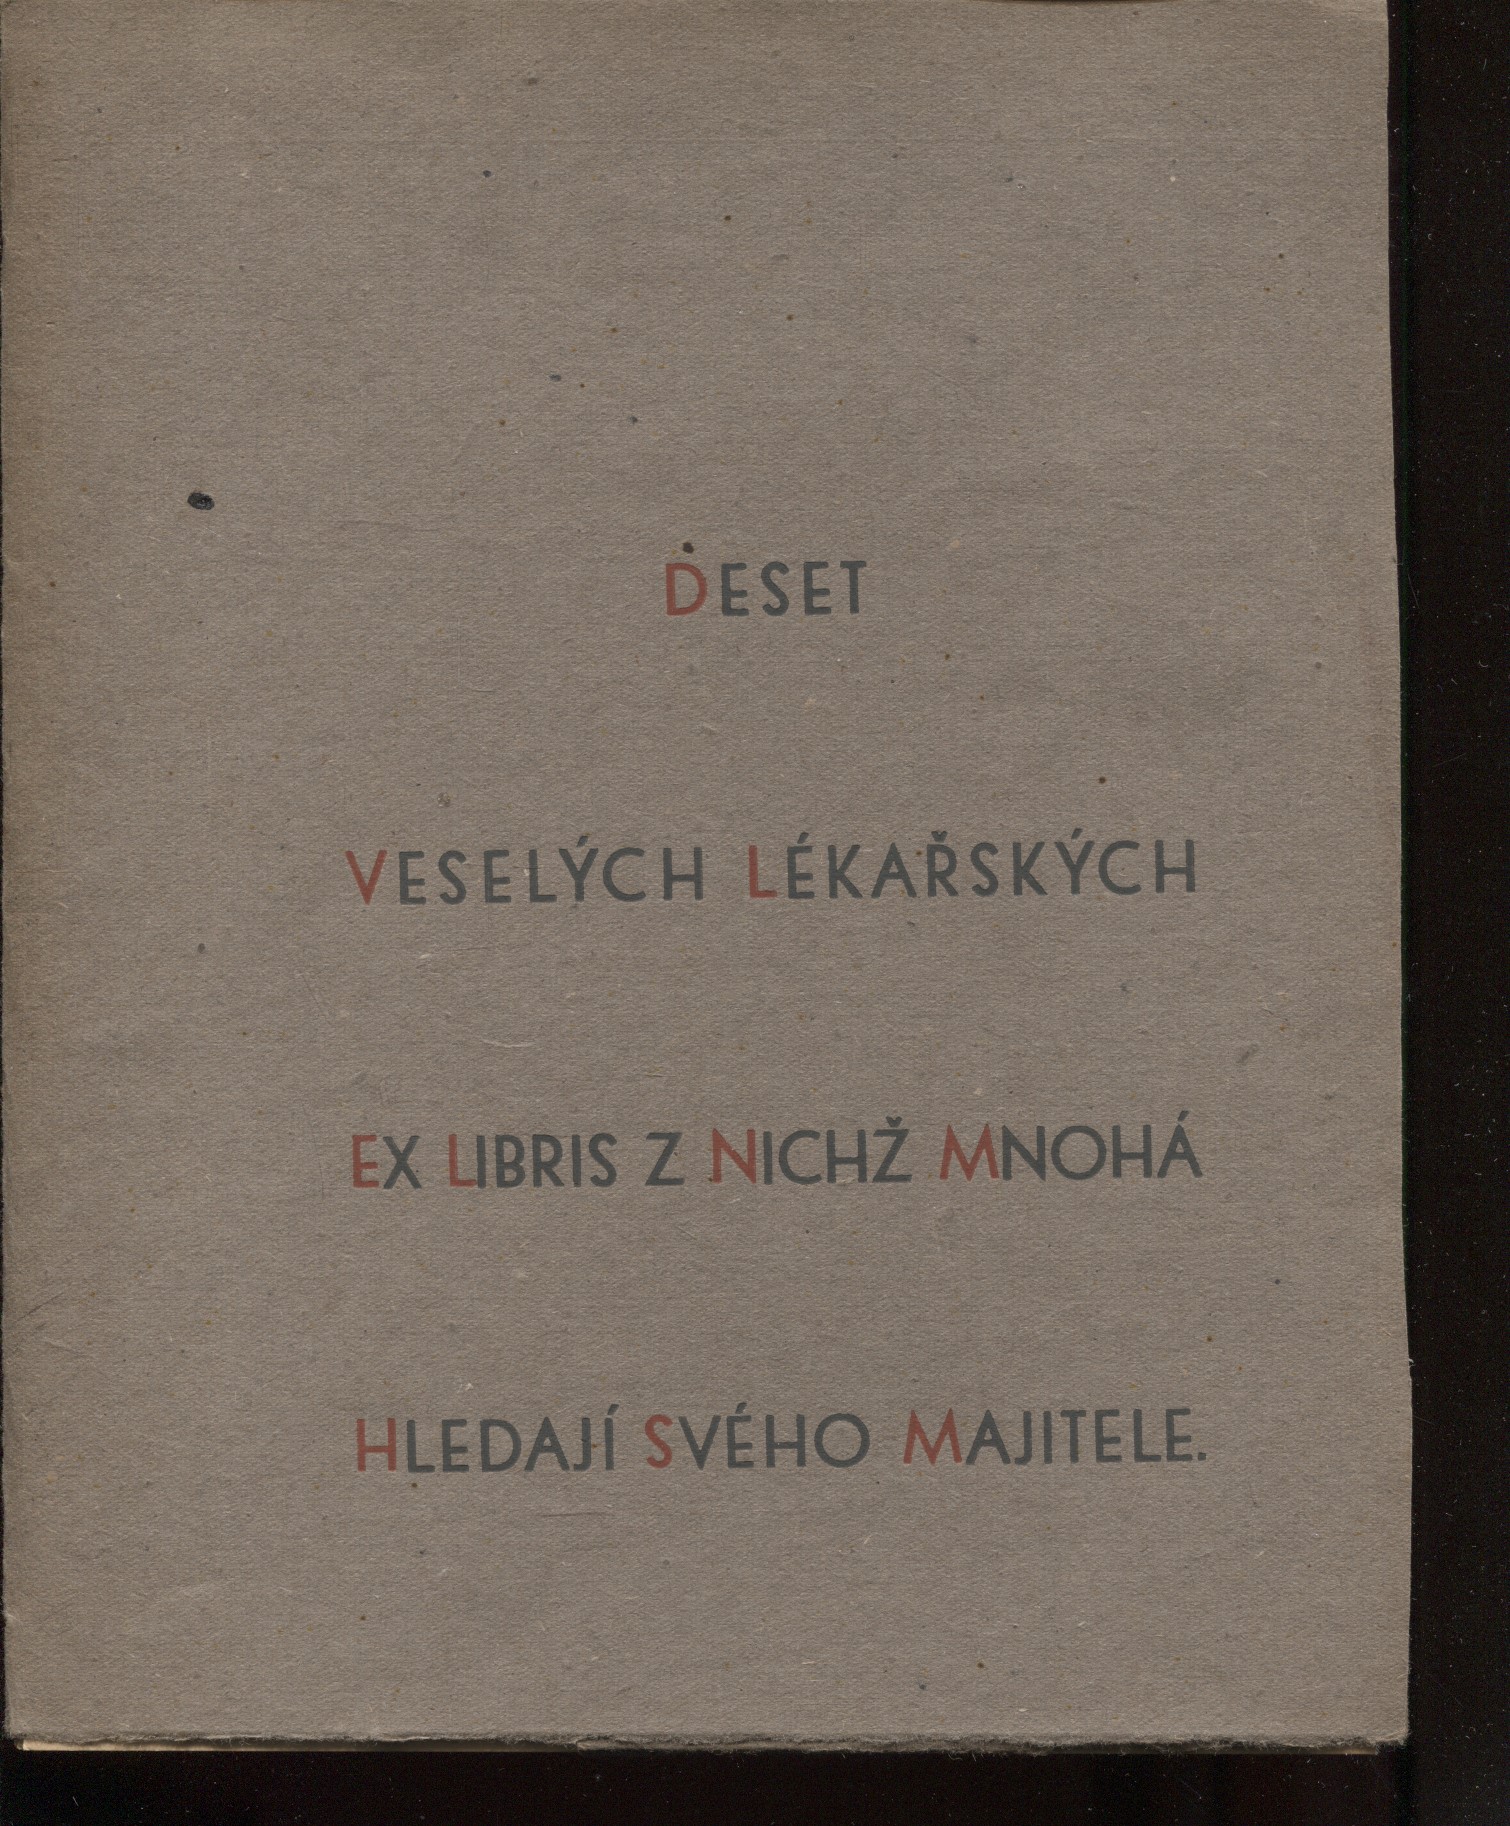 DESET
VESELÝCH LÉKAŘSKÝCH
EX LIBRIS Z NICHŽ MNOHÁ
HLEDAJÍ SVÉHO MAJITELE.